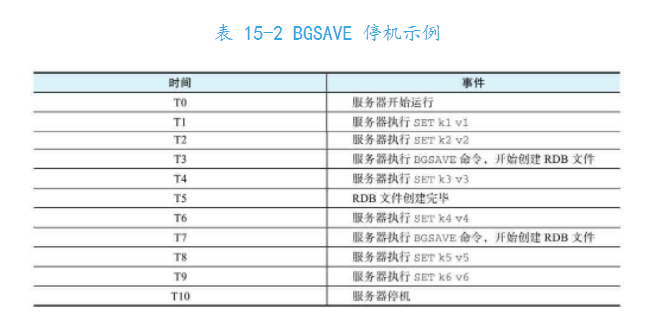 表 15-2 BGSAVE 停机示例
时间 事件
T0 服务器开始运行
T1 服务器执行 SET k1 v1
T2 服务器执行 SET k2 v2
T3 服务器执行 BGSAVE 命令，开始创建 RDB 文件
T4 服务器执行 SET k3 v3
T5 RDB 文件创建完毕
T6 服务器执行 SET k4 v4
T7 服务器执行 BGSAVE 命令，开始创建 RDB 文件
T8 服务器执行 SET k5 v5
T9 服务器执行 SET k6 v6
T10 服务器停机